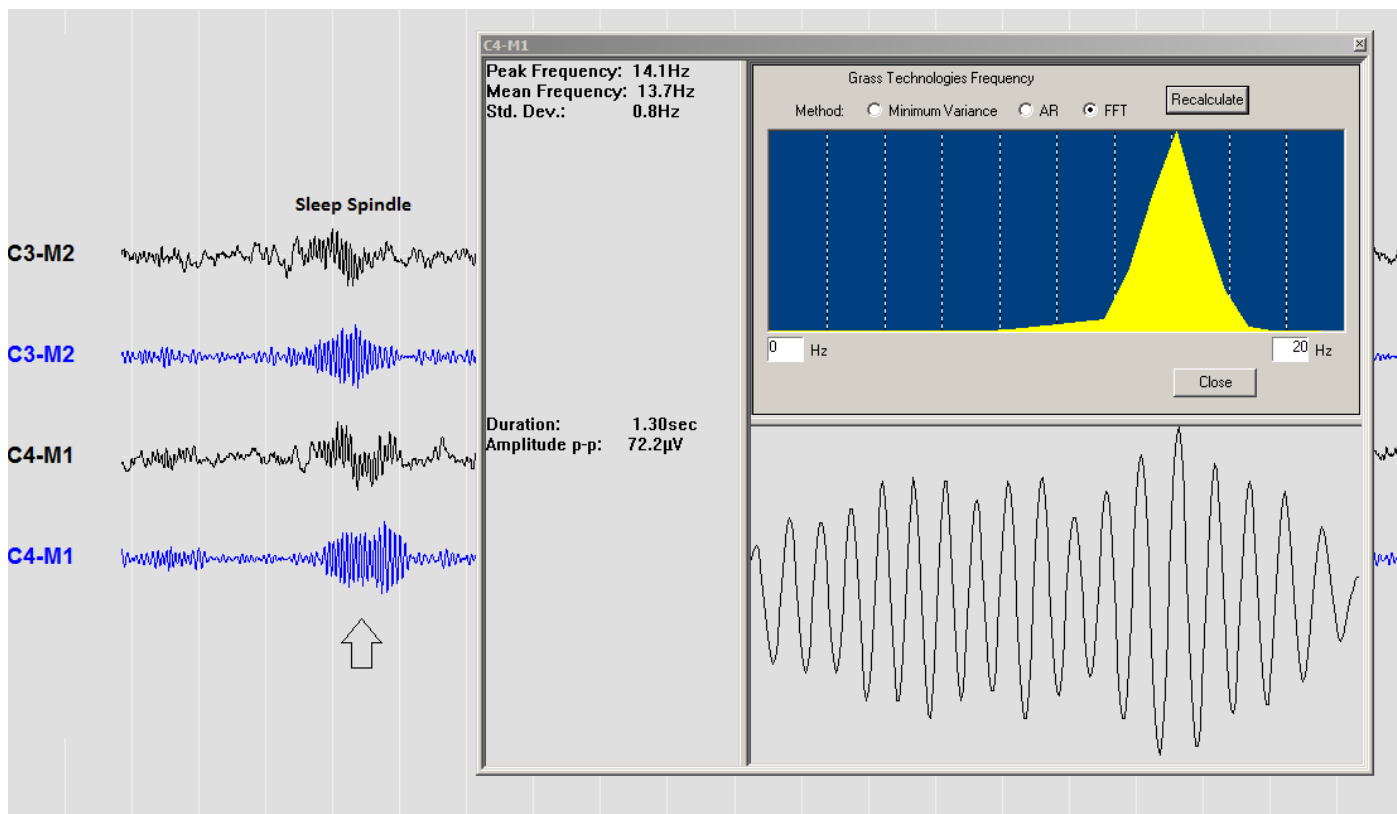 Sleep Spindle
C3-M2
C3-M2
C4-M1
C4-M1
C4-M1
Peak Frequency: 14.1Hz
Mean Frequency: 13.7Hz
Std. Dev.: 0.8Hz
Grass Technologies Frequency
Method: Minimum Variance AR FFT Recalculate
0 Hz 20 Hz
Close
Duration: 1.30sec
Amplitude p-p: 72.2µV